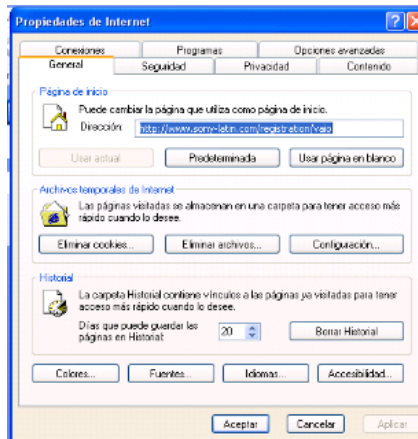 Propiedades de Internet
Conexiones Programas Opciones avanzadas
General Seguridad Privacidad Contenido
Página de inicio
Puede cambiar la página que utiliza como página de inicio.
Dirección: http://www.sony-latin.com/registration/vaio
Usar actual Predeterminada Usar página en blanco
Archivos temporales de Internet
Las páginas visitadas se almacenan en una carpeta para tener acceso más
rápido cuando lo desee.
Eliminar cookies... Eliminar archivos... Configuración...
Historial
La carpeta Historial contiene vínculos a las páginas ya visitadas para tener
acceso más rápido cuando lo desee.
Días que puede guardar las
páginas en Historial: 20 Borrar Historial
Colores... Fuentes... Idiomas... Accesibilidad...
Aceptar Cancelar Aplicar